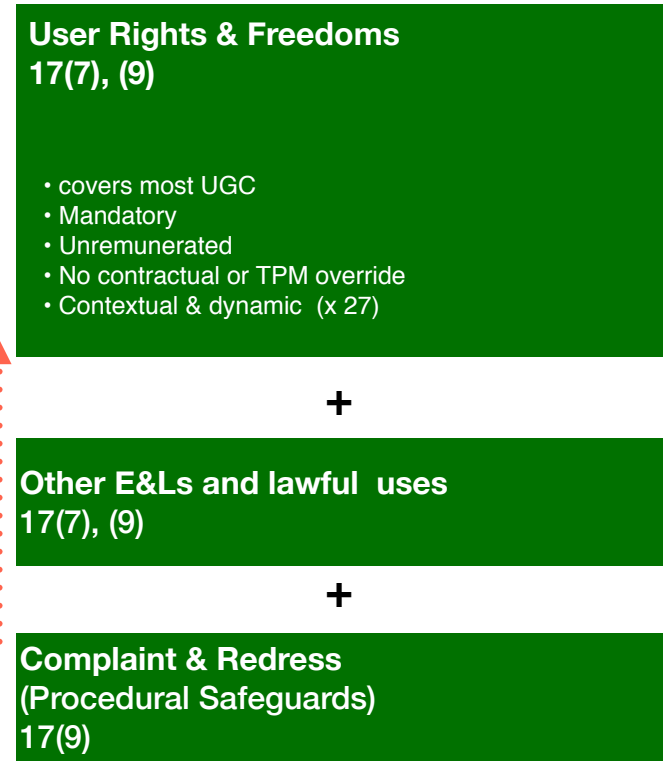 User Rights & Freedoms
17(7), (9)
• covers most UGC
• Mandatory
• Unremunerated
• No contractual or TPM override
• Contextual & dynamic (x 27)
+
Other E&Ls and lawful uses
17(7), (9)
+
Complaint & Redress
(Procedural Safeguards)
17(9)